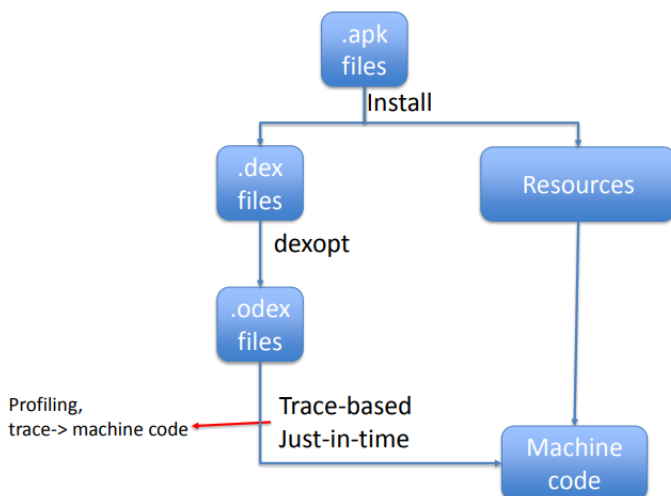 .apk
files
Install
.dex
files
Resources
dexopt
.odex
files
Profiling,
trace-> machine code
Trace-based
Just-in-time
Machine
code